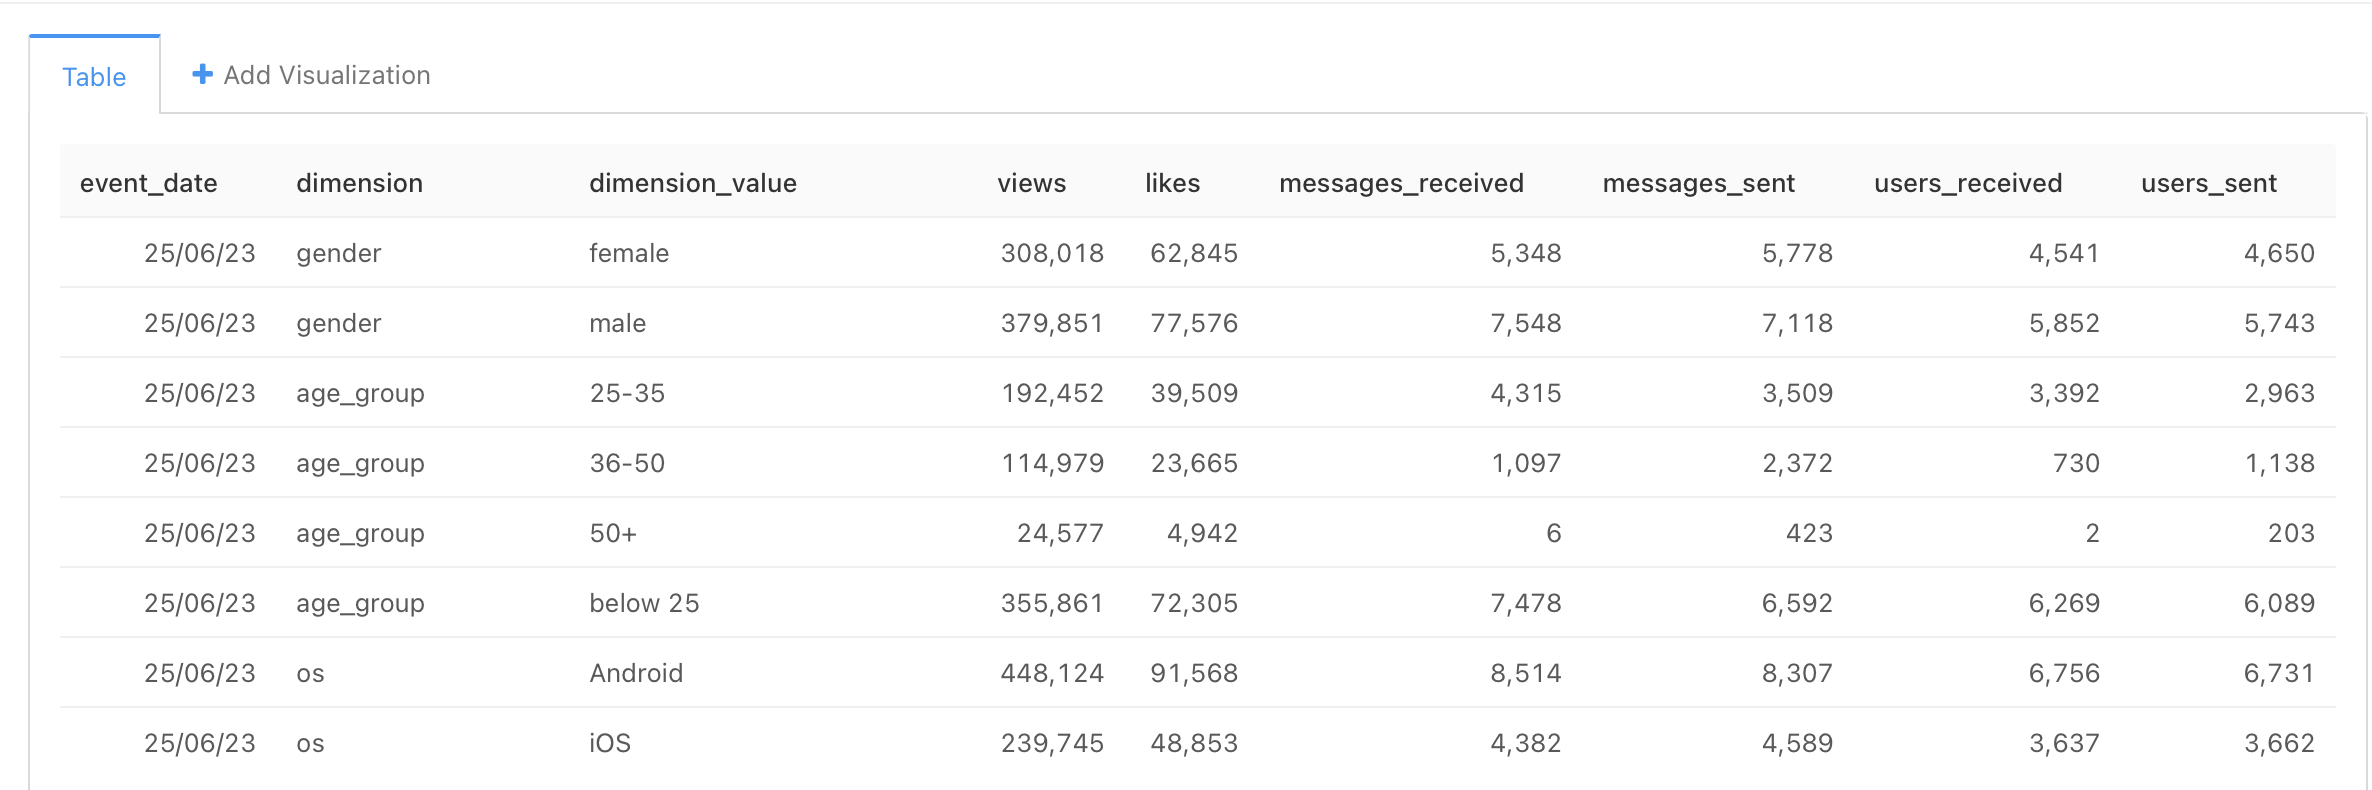 Table
Add Visualization
event_date dimension dimension_value views likes messages_received messages_sent users_received users_sent
25/06/23 gender female 308,018 62,845 5,348 5,778 4,541 4,650
25/06/23 gender male 379,851 77,576 7,548 7,118 5,852 5,743
25/06/23 age_group 25-35 192,452 39,509 4,315 3,509 3,392 2,963
25/06/23 age_group 36-50 114,979 23,665 1,097 2,372 730 1,138
25/06/23 age_group 50+ 24,577 4,942 6 423 2 203
25/06/23 age_group below 25 355,861 72,305 7,478 6,592 6,269 6,089
25/06/23 os Android 448,124 91,568 8,514 8,307 6,756 6,731
25/06/23 os iOS 239,745 48,853 4,382 4,589 3,637 3,662